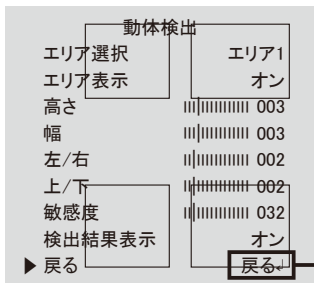 動体検出
エリア選択 エリア1
エリア表示 オン
高さ 003
幅 003
左/右 002
上/下 002
敏感度 032
検出結果表示 オン
▶ 戻る 戻る↲